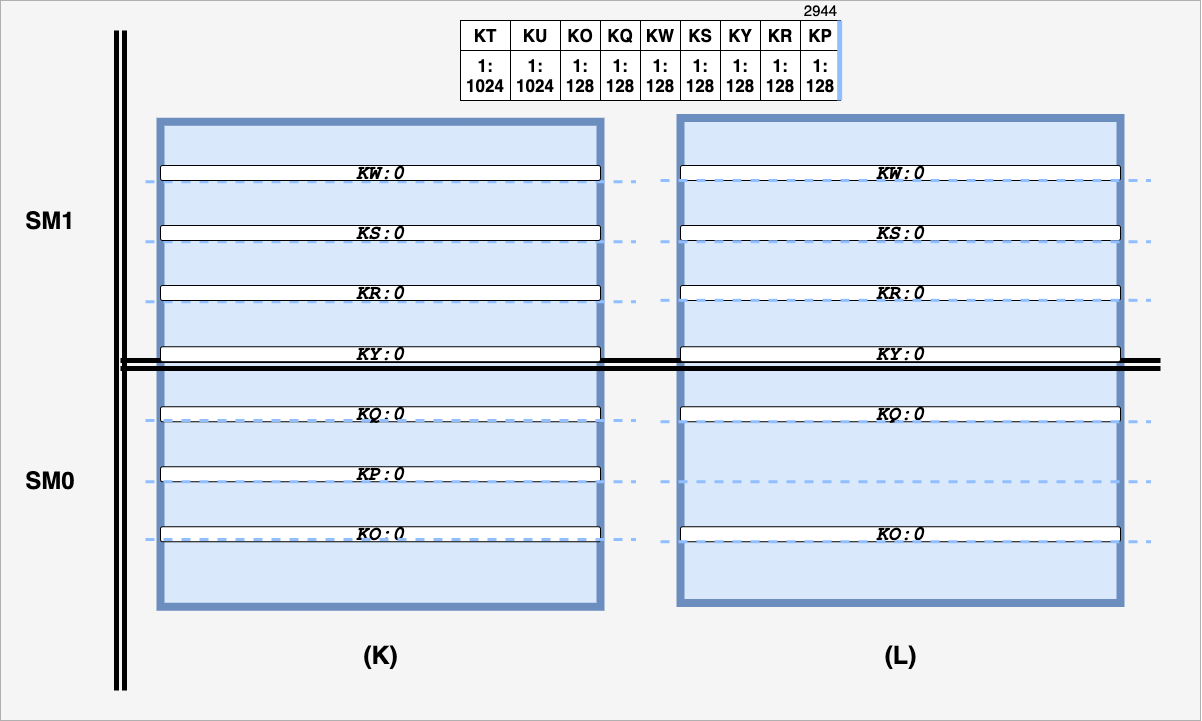 2944
KT KU KO KQ KW KS KY KR KP
1: 1: 1: 1: 1: 1: 1: 1: 1:
1024 1024 128 128 128 128 128 128 128
KW:0 KW:0
SM1
KS:0 KS:0
KR:0 KR:0
KY:0 KY:0
KQ:0 KQ:0
KP:0
SM0
KO:0 KO:0
(K) (L)